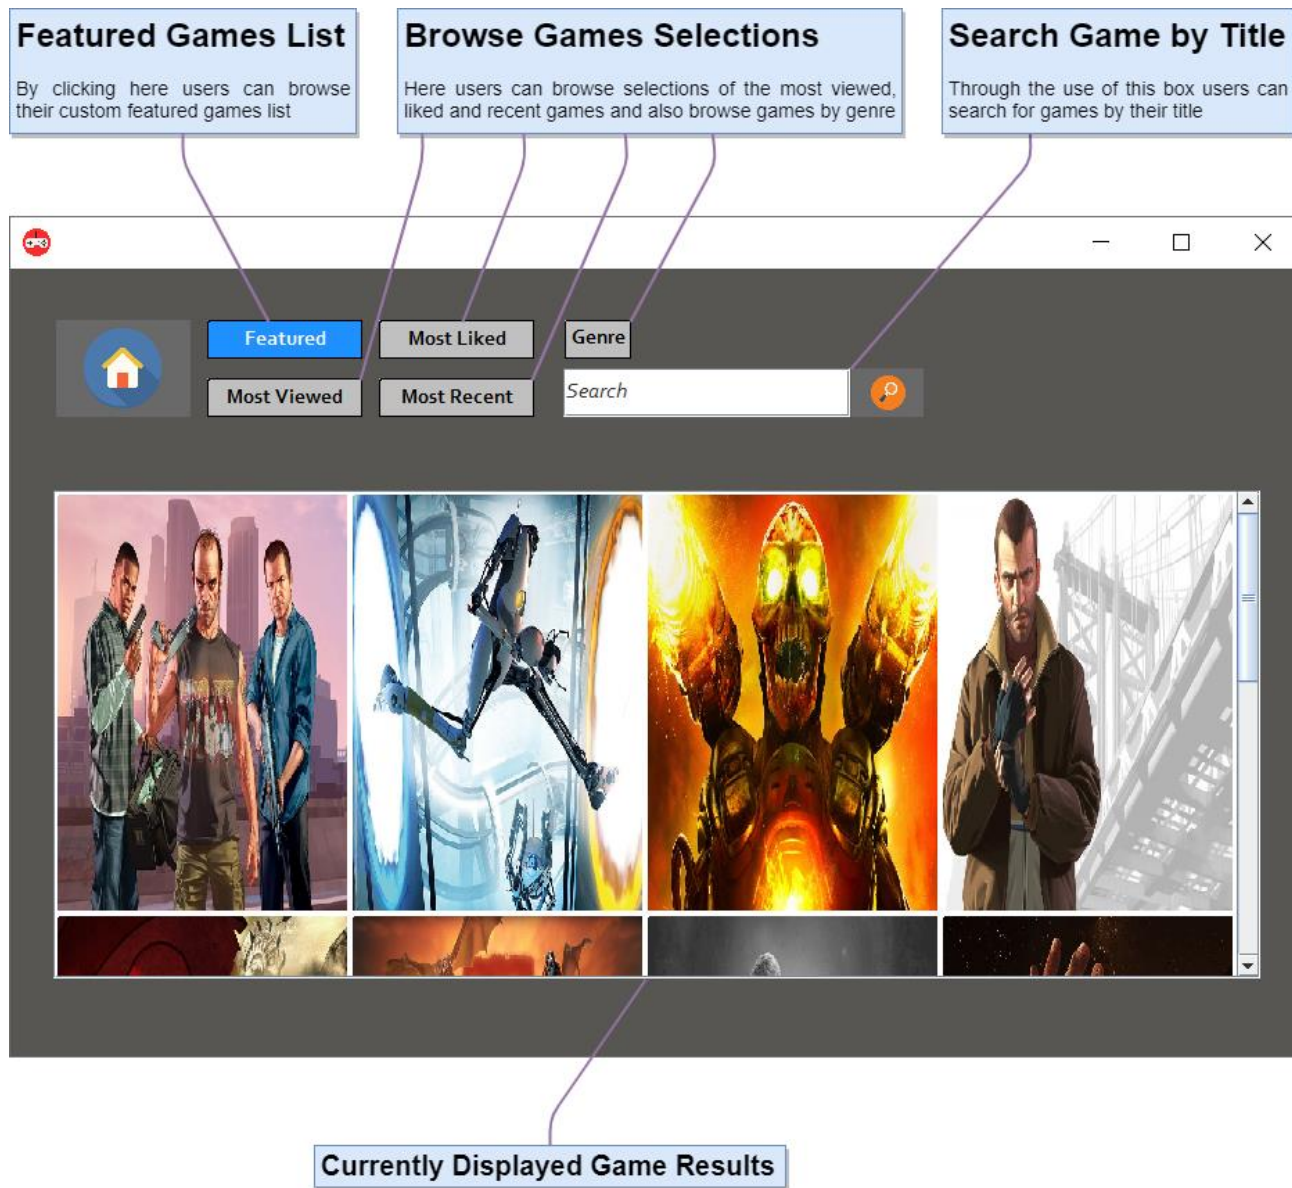 Featured Games List
By clicking here users can browse
their custom featured games list
Browse Games Selections
Here users can browse selections of the most viewed,
liked and recent games and also browse games by genre
Search Game by Title
Through the use of this box users can
search for games by their title
Featured
Most Liked
Genre
Most Viewed
Most Recent
Search
Currently Displayed Game Results